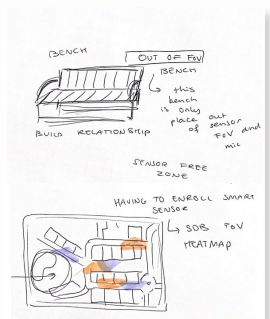 BENCH
OUT OF FOV
BENCH
this
bench
is only
place out
of sensor
FoV and
mic
BUILD RELATIONSHIP
SENSOR FREE
ZONE
HAVING TO ENROLL SMART
SENSOR
SDB FOV
HEATMAP